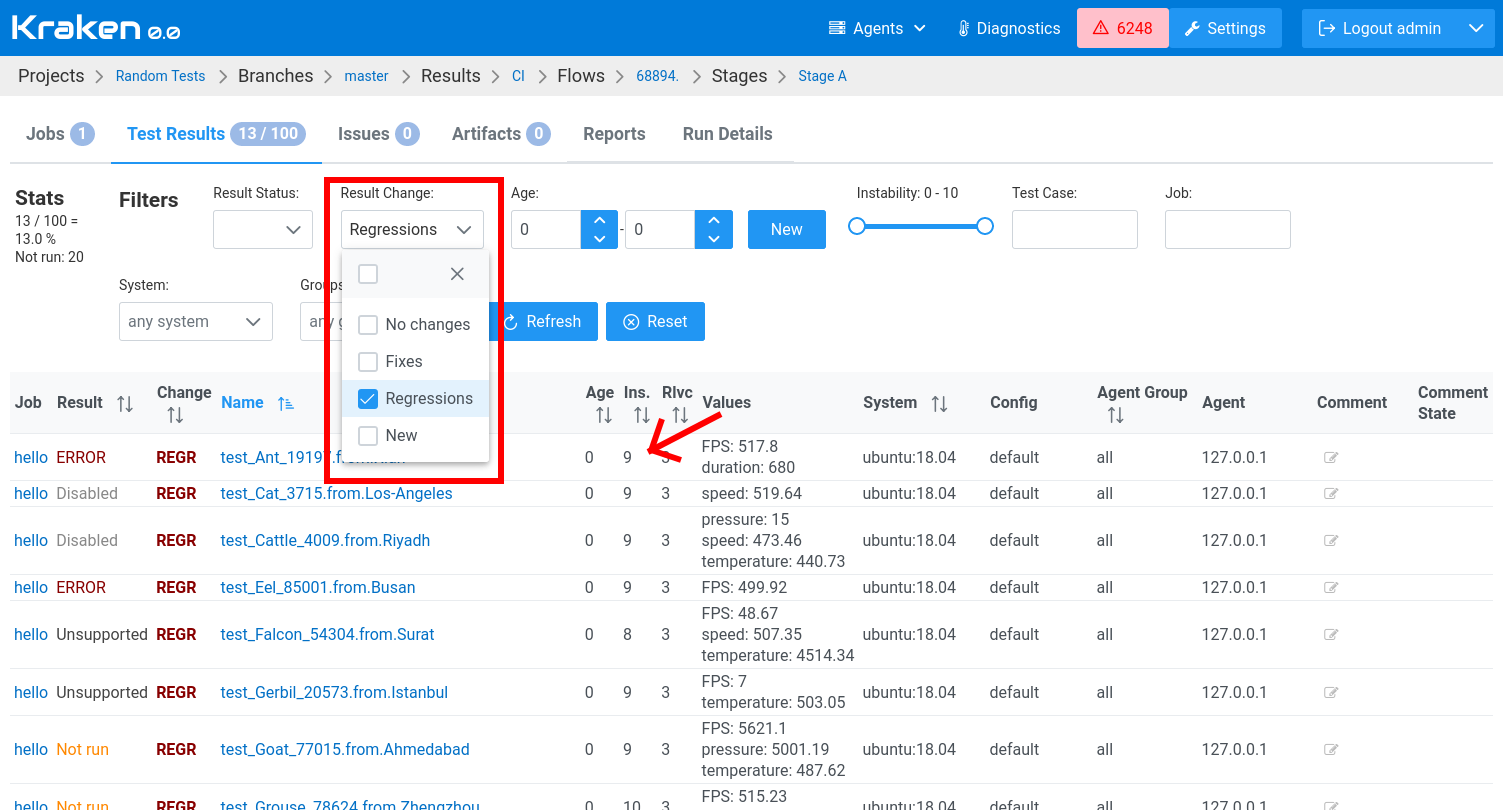 Kraken 0.0
Agents
Diagnostics
6248
Settings
Logout admin
Projects > Random Tests > Branches > master > Results > CI > Flows > 68894. > Stages > Stage A
Jobs 1
Test Results 13 / 100
Issues 0
Artifacts 0
Reports
Run Details
Stats
13 / 100 =
13.0 %
Not run: 20
Filters
Result Status:
Result Change:
Regressions
Age:
0 - 0
New
Instability: 0 - 10
Test Case:
Job:
System:
any system
Groups
any
Refresh
Reset
No changes
Fixes
Regressions
New
Job Result Change Name Age Ins. Rlvc Values System Config Agent Group Agent Comment Comment State
hello ERROR REGR test_Ant_19197 0 9 3 FPS: 517.8 ubuntu:18.04 default all 127.0.0.1
duration: 680
hello Disabled REGR test_Cat_3715.from.Los-Angeles 0 9 3 speed: 519.64 ubuntu:18.04 default all 127.0.0.1
pressure: 15
hello Disabled REGR test_Cattle_4009.from.Riyadh 0 9 3 speed: 473.46 ubuntu:18.04 default all 127.0.0.1
temperature: 440.73
hello ERROR REGR test_Eel_85001.from.Busan 0 9 3 FPS: 499.92 ubuntu:18.04 default all 127.0.0.1
FPS: 48.67
hello Unsupported REGR test_Falcon_54304.from.Surat 0 8 3 speed: 507.35 ubuntu:18.04 default all 127.0.0.1
temperature: 4514.34
FPS: 7
hello Unsupported REGR test_Gerbil_20573.from.Istanbul 0 9 3 ubuntu:18.04 default all 127.0.0.1
temperature: 503.05
FPS: 5621.1
hello Not run REGR test_Goat_77015.from.Ahmedabad 0 9 3 pressure: 5001.19 ubuntu:18.04 default all 127.0.0.1
temperature: 487.62
FPS: 515.23
hello Not run REGR test_Grouse_78624.from.Zhengzhou 0 10 3 ubuntu:18.04 default all 127.0.0.1